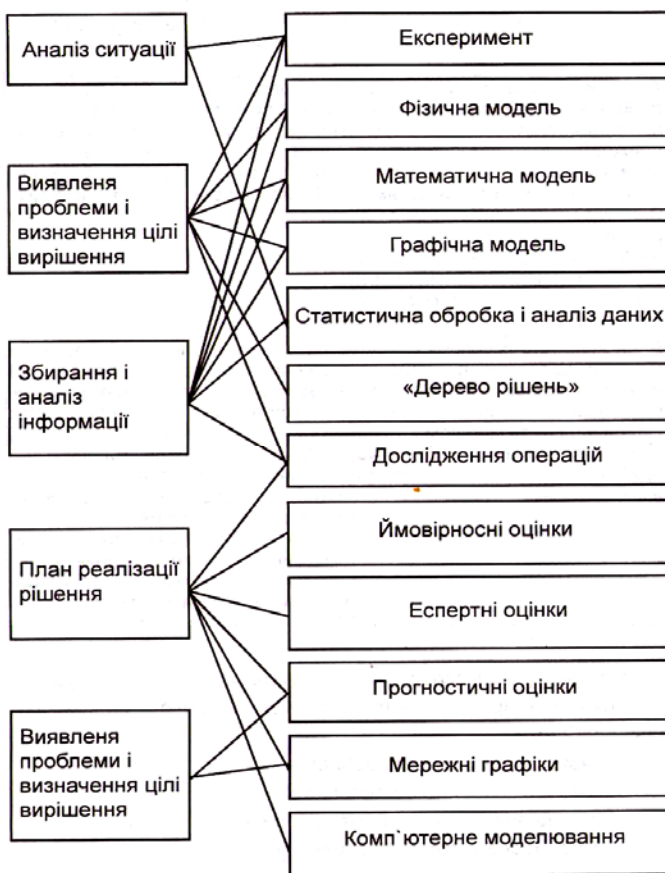 Аналіз ситуації
Виявленя
проблеми і
визначення цілі
вирішення
Збирання і
аналіз
інформації
План реалізації
рішення
Виявленя
проблеми і
визначення цілі
вирішення
Експеримент
Фізична модель
Математична модель
Графічна модель
Статистична обробка і аналіз даних
«Дерево рішень»
Дослідження операцій
Ймовірносні оцінки
Еспертні оцінки
Прогностичні оцінки
Мережні графіки
Комп`ютерне моделювання